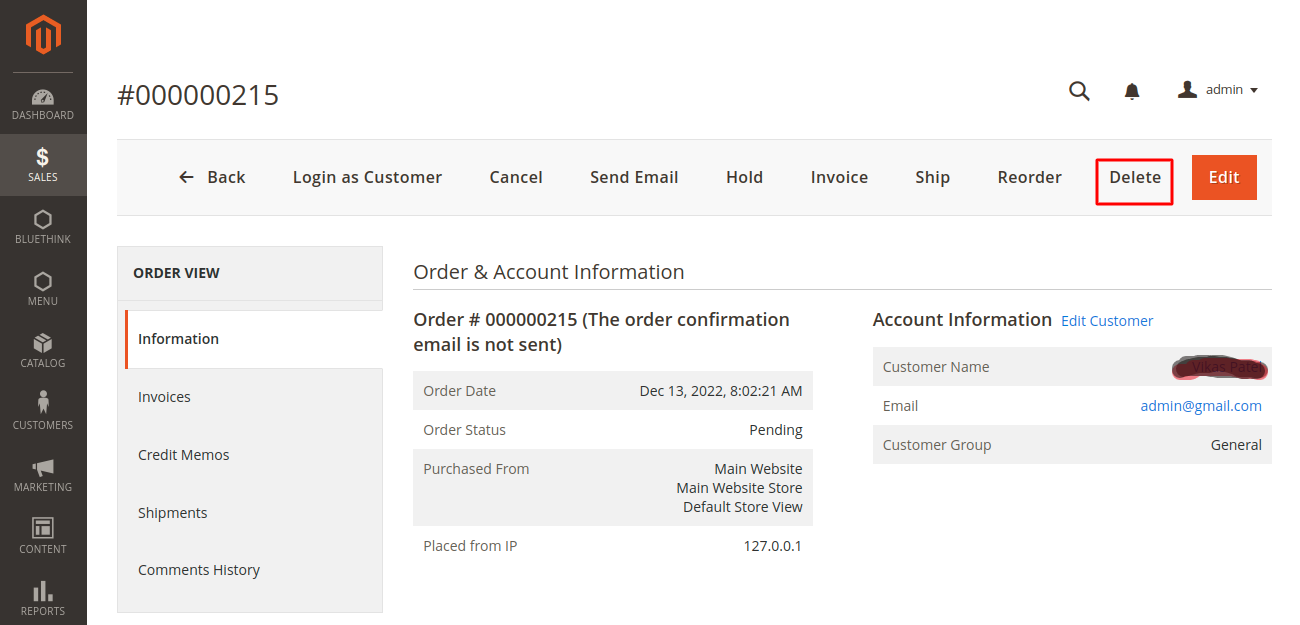 #000000215
admin
DASHBOARD
SALES
BLUETHINK
MENU
CATALOG
CUSTOMERS
MARKETING
CONTENT
REPORTS
Back
Login as Customer
Cancel
Send Email
Hold
Invoice
Ship
Reorder
Delete
Edit
ORDER VIEW
Information
Invoices
Credit Memos
Shipments
Comments History
Order & Account Information
Order # 000000215 (The order confirmation
email is not sent)
Order Date Dec 13, 2022, 8:02:21 AM
Order Status Pending
Purchased From Main Website
Main Website Store
Default Store View
Placed from IP 127.0.0.1
Account Information Edit Customer
Customer Name
Email admin@gmail.com
Customer Group General